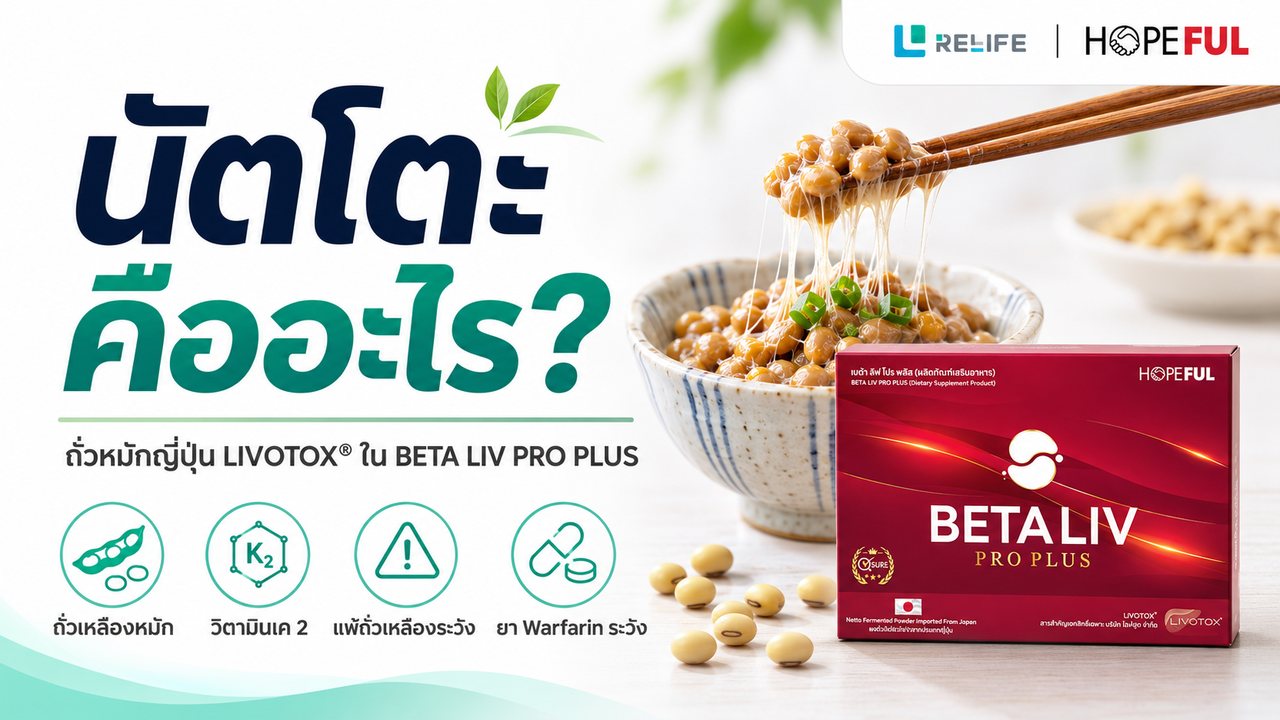 RELIFE | HOPEFUL
นัตโตะ
คืออะไร?
ถั่วหมักญี่ปุ่น LIVOTOX® ใน BETA LIV PRO PLUS
K2
ถั่วเหลืองหมัก
วิตามินเค 2
แพ้ถั่วเหลืองระวัง
ยา Warfarin ระวัง
เบต้า ลิฟ โปร พลัส (ผลิตภัณฑ์เสริมอาหาร)
BETA LIV PRO PLUS (Dietary Supplement Product)
HOPEFUL
BETA LIV
PRO PLUS
SURE
Natto Fermented Powder Imported From Japan
LIVOTOX®
LIVOTOX®